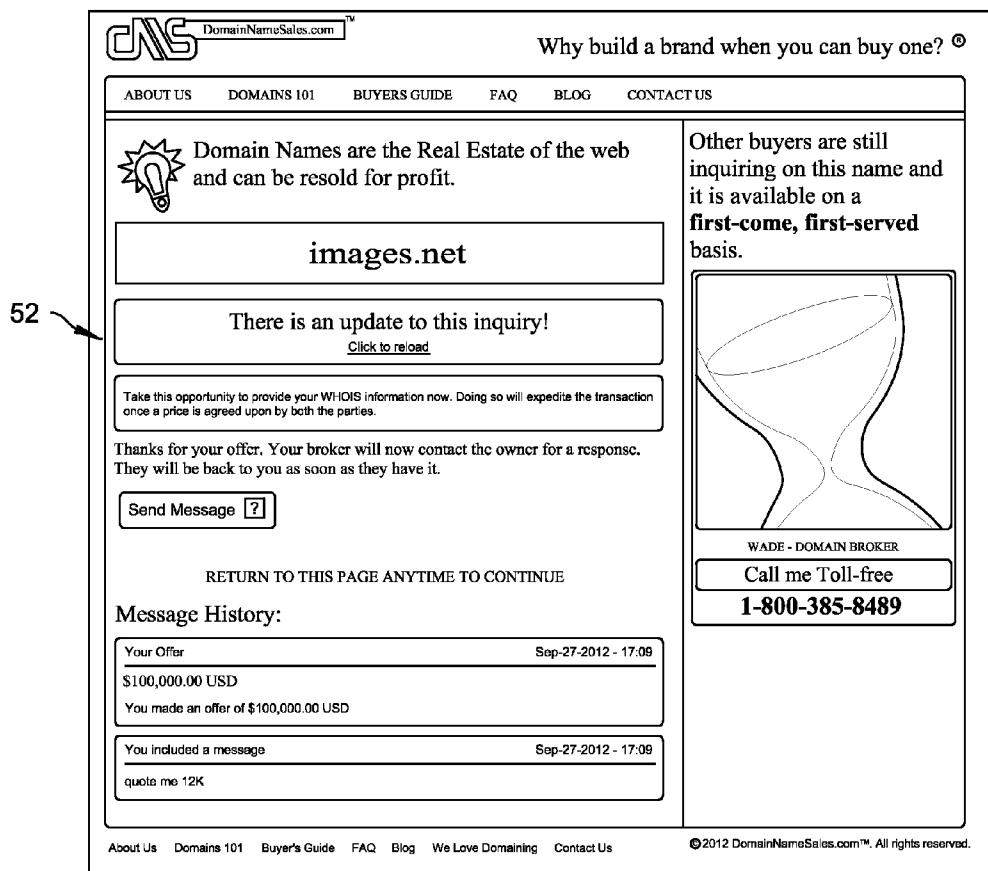 DNS DomainNameSales.com™
Why build a brand when you can buy one? ®
ABOUT US DOMAINS 101 BUYERS GUIDE FAQ BLOG CONTACT US
Domain Names are the Real Estate of the web
and can be resold for profit.
images.net
52
There is an update to this inquiry!
Click to reload
Take this opportunity to provide your WHOIS information now. Doing so will expedite the transaction
once a price is agreed upon by both the parties.
Thanks for your offer. Your broker will now contact the owner for a response.
They will be back to you as soon as they have it.
Send Message ?
RETURN TO THIS PAGE ANYTIME TO CONTINUE
Message History:
Your Offer Sep-27-2012 - 17:09
$100,000.00 USD
You made an offer of $100,000.00 USD
You included a message Sep-27-2012 - 17:09
quote me 12K
Other buyers are still
inquiring on this name and
it is available on a
first-come, first-served
basis.
WADE - DOMAIN BROKER
Call me Toll-free
1-800-385-8489
About Us Domains 101 Buyer's Guide FAQ Blog We Love Domaining Contact Us
©2012 DomainNameSales.com™. All rights reserved.